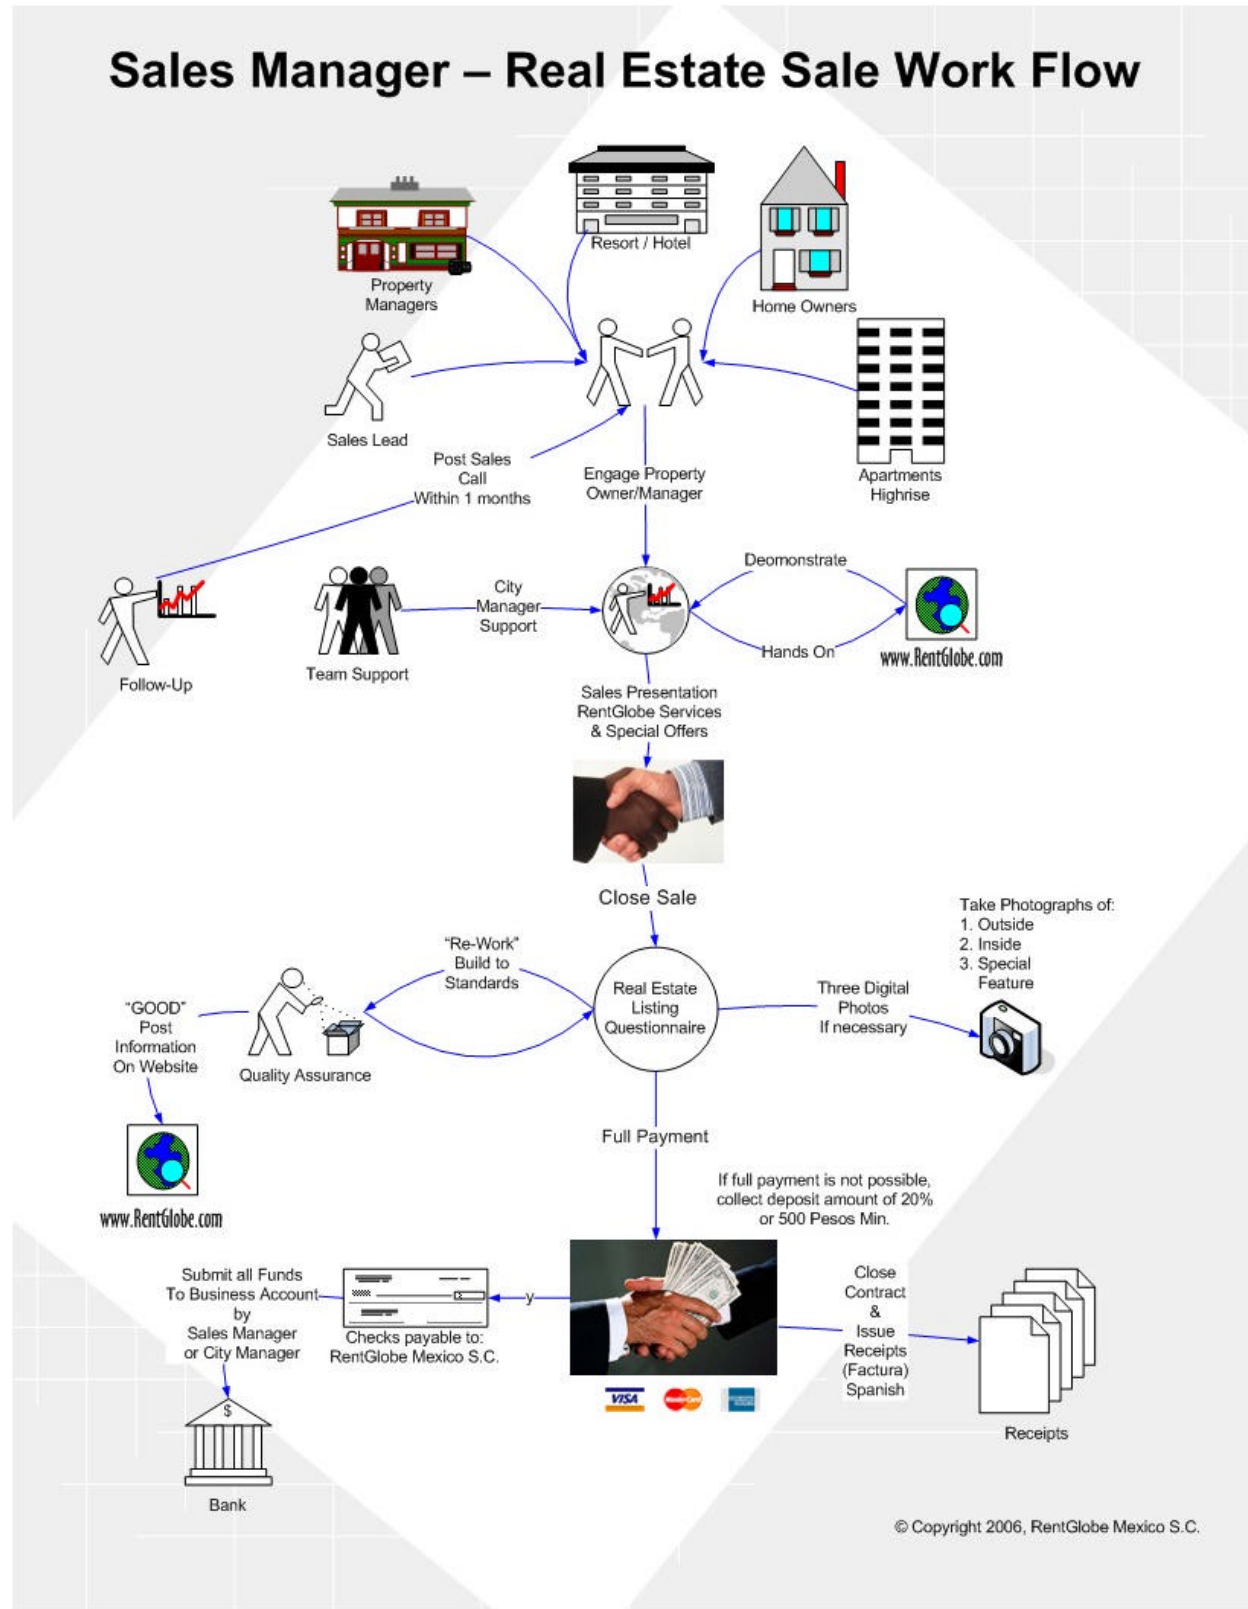 Sales Manager – Real Estate Sale Work Flow
Resort / Hotel
Property
Managers
Home Owners
Sales Lead
Apartments
Highrise
Post Sales
Call
Within 1 months
Engage Property
Owner/Manager
Deomonstrate
City
Manager
Support
Hands On
www.RentGlobe.com
Follow-Up
Team Support
Sales Presentation
RentGlobe Services
& Special Offers
Close Sale
Take Photographs of:
1. Outside
2. Inside
3. Special
Feature
"Re-Work"
Build to
Standards
Real Estate
Listing
Questionnaire
Three Digital
Photos
If necessary
"GOOD"
Post
Information
On Website
Quality Assurance
www.RentGlobe.com
Full Payment
If full payment is not possible,
collect deposit amount of 20%
or 500 Pesos Min.
Submit all Funds
To Business Account
by
Sales Manager
or City Manager
$
Checks payable to:
RentGlobe Mexico S.C.
y
Close
Contract
&
Issue
Receipts
(Factura)
Spanish
VISA
MasterCard
Receipts
$
Bank
© Copyright 2006, RentGlobe Mexico S.C.